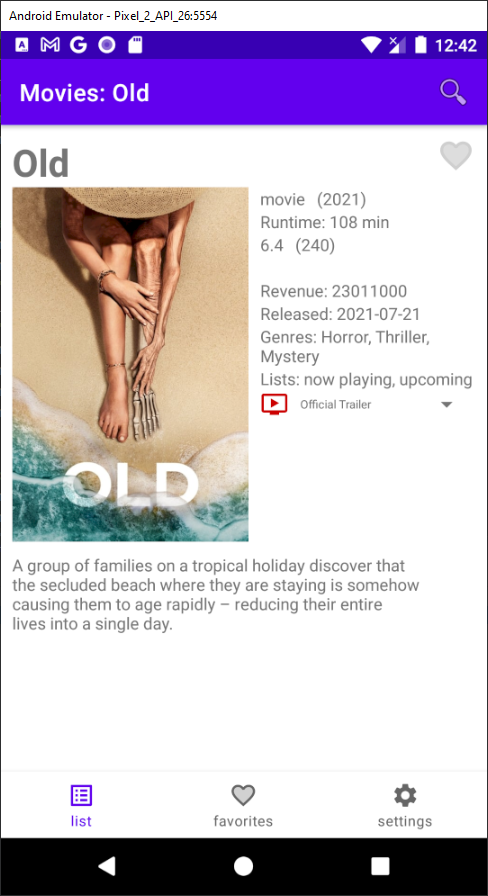 Android Emulator - Pixel_2_API_26:5554
12:42
Movies: Old
Old
movie (2021)
Runtime: 108 min
6.4 (240)
Revenue: 23011000
Released: 2021-07-21
Genres: Horror, Thriller,
Mystery
Lists: now playing, upcoming
Official Trailer
OLD
A group of families on a tropical holiday discover that
the secluded beach where they are staying is somehow
causing them to age rapidly – reducing their entire
lives into a single day.
list
favorites
settings